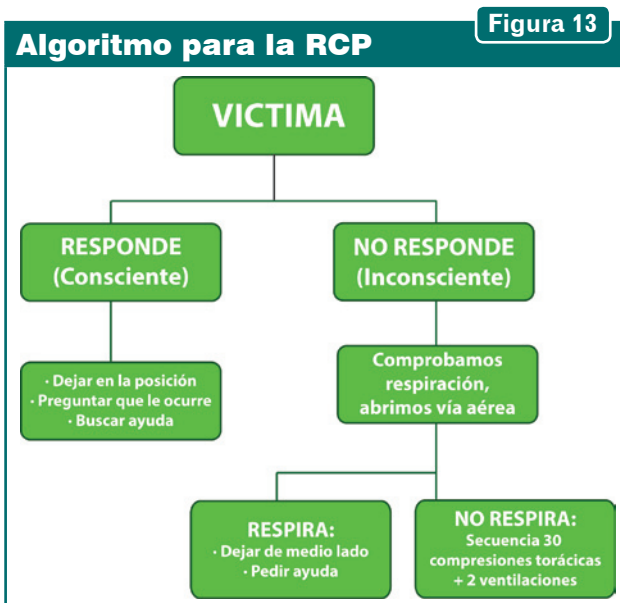 Figura 13
Algoritmo para la RCP
VICTIMA
RESPONDE
(Consciente)
NO RESPONDE
(Inconsciente)
· Dejar en la posición
· Preguntar que le ocurre
· Buscar ayuda
Comprobamos
respiración,
abrimos vía aérea
RESPIRA:
· Dejar de medio lado
· Pedir ayuda
NO RESPIRA:
Secuencia 30
compresiones torácicas
+ 2 ventilaciones